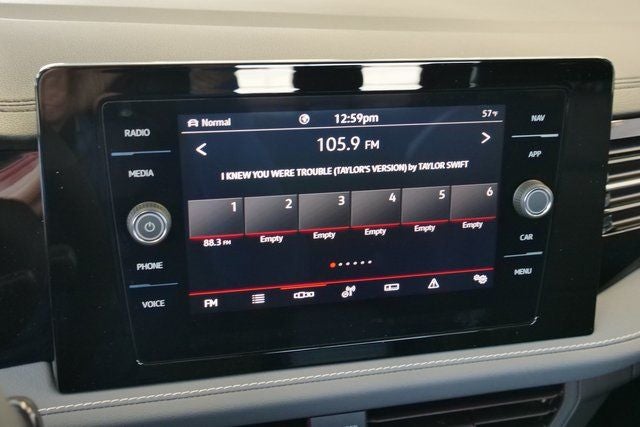 Normal 12:59pm 57°F
105.9 FM
I KNEW YOU WERE TROUBLE (TAYLOR'S VERSION) by TAYLOR SWIFT
1 2 3 4 5 6
88.3 FM Empty Empty Empty Empty Empty
FM
RADIO
MEDIA
PHONE
VOICE
NAV
APP
CAR
MENU